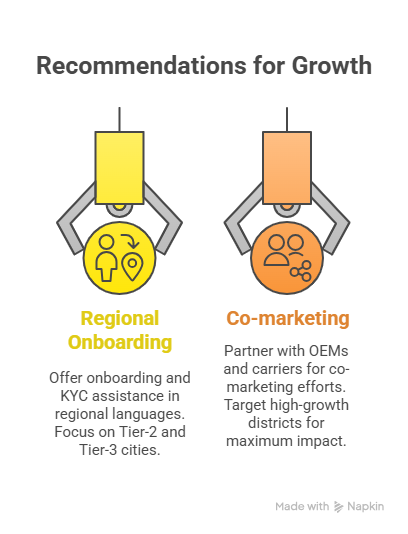 Recommendations for Growth
Regional
Onboarding
Offer onboarding and
KYC assistance in
regional languages.
Focus on Tier-2 and
Tier-3 cities.
Co-marketing
Partner with OEMs
and carriers for co-
marketing efforts.
Target high-growth
districts for
maximum impact.
Made with Napkin